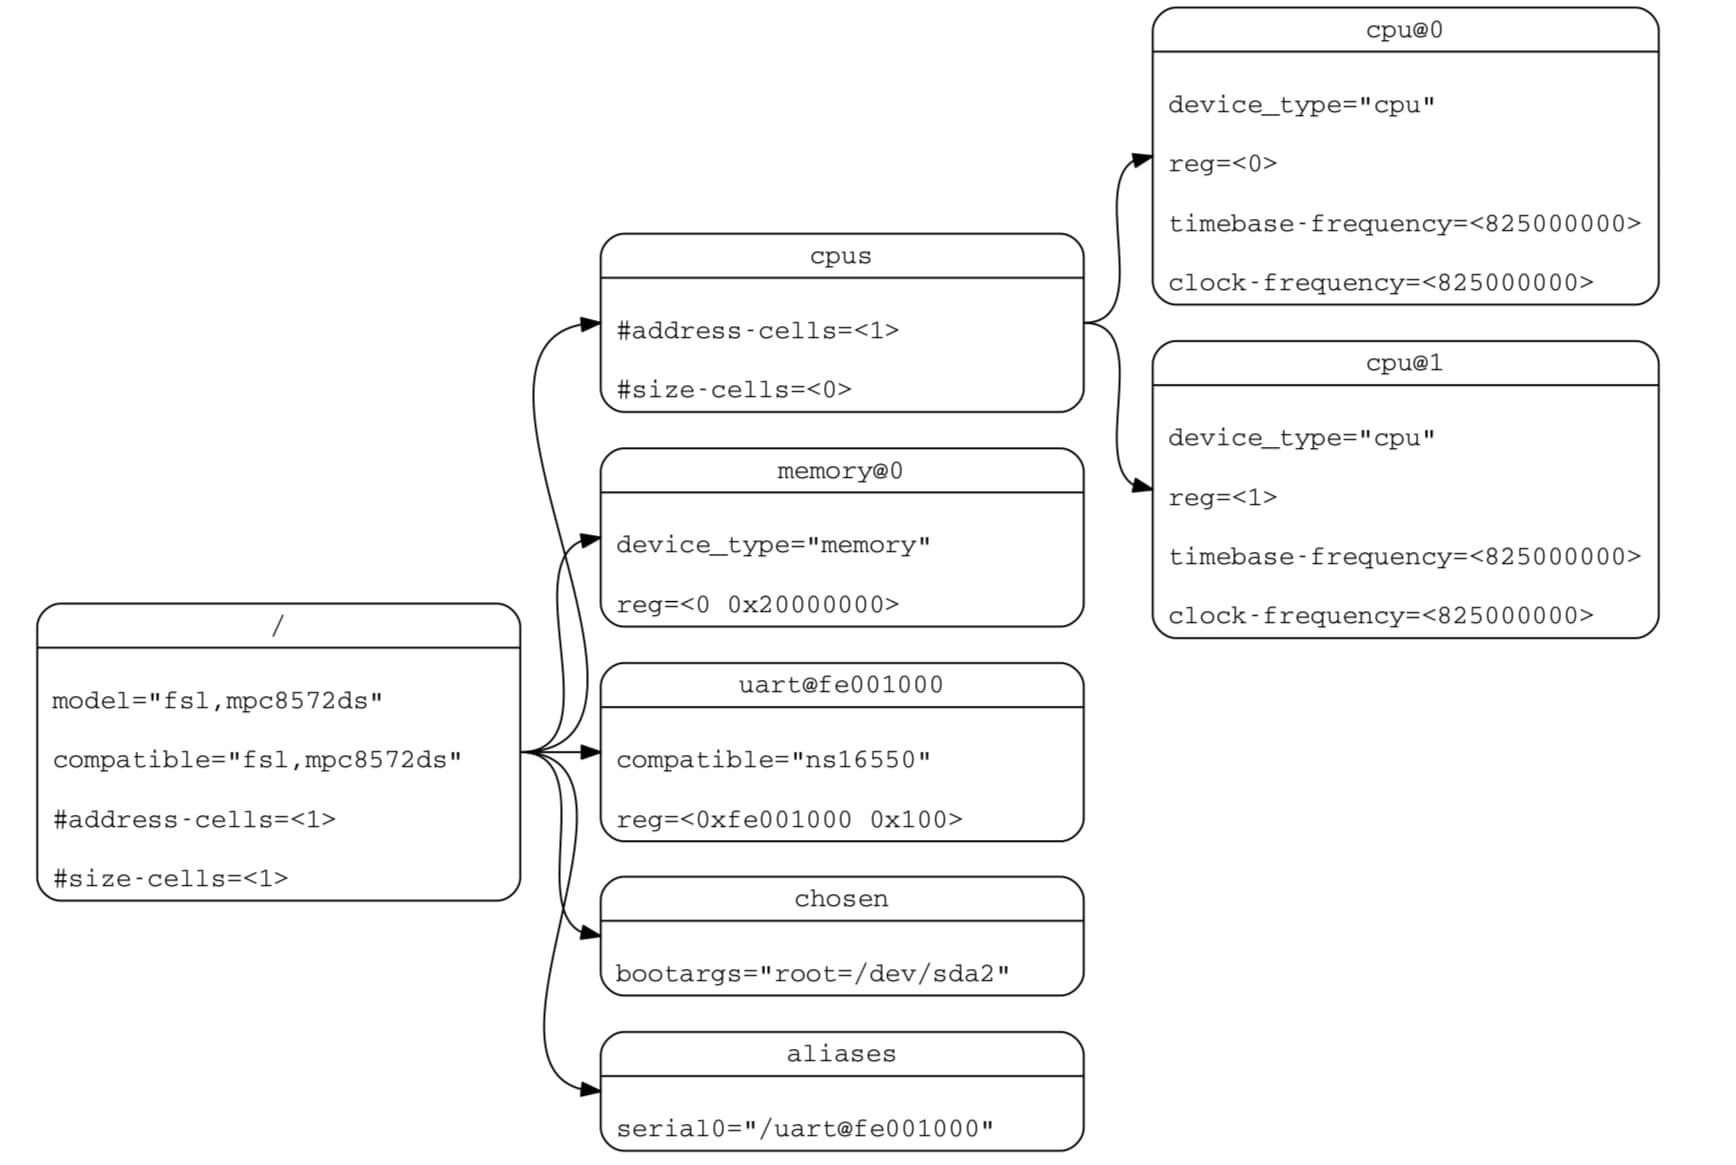 /
model="fsl,mpc8572ds"
compatible="fsl,mpc8572ds"
#address-cells=<1>
#size-cells=<1>
cpus
#address-cells=<1>
#size-cells=<0>
memory@0
device_type="memory"
reg=<0 0x20000000>
uart@fe001000
compatible="ns16550"
reg=<0xfe001000 0x100>
chosen
bootargs="root=/dev/sda2"
aliases
serial0="/uart@fe001000"
cpu@0
device_type="cpu"
reg=<0>
timebase-frequency=<825000000>
clock-frequency=<825000000>
cpu@1
device_type="cpu"
reg=<1>
timebase-frequency=<825000000>
clock-frequency=<825000000>